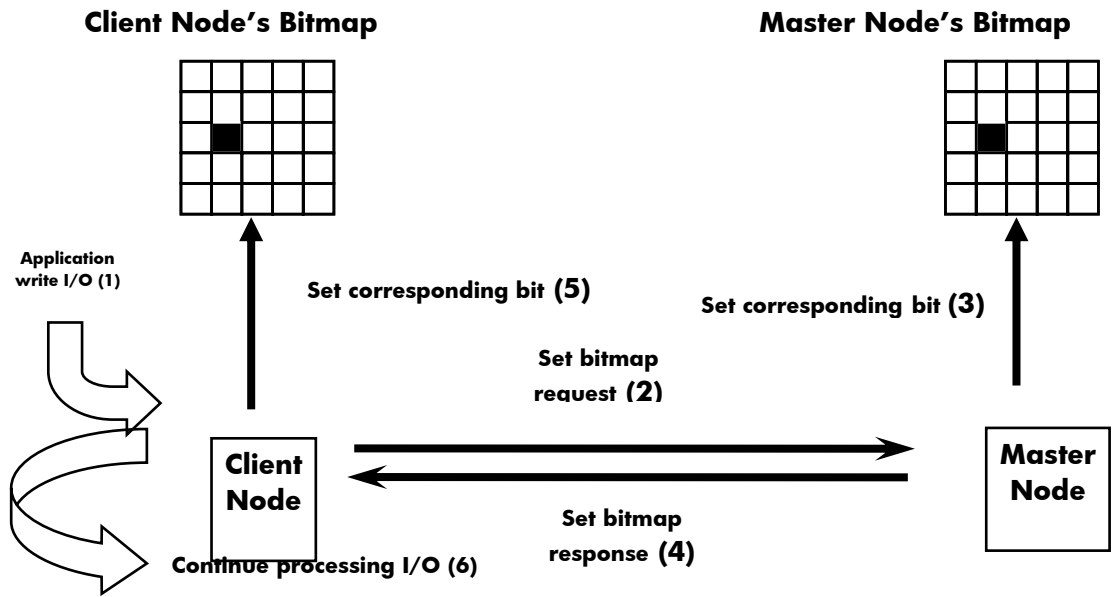 Client Node's Bitmap
Master Node's Bitmap
Application
write I/O (1)
Set corresponding bit (5)
Set corresponding bit (3)
Set bitmap
request (2)
Client
Node
Master
Node
Set bitmap
response (4)
Continue processing I/O (6)